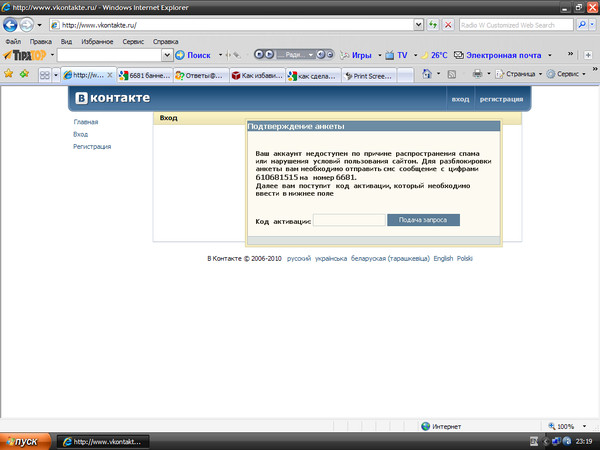 http://www.vkontakte.ru/ - Windows Internet Explorer
http://www.vkontakte.ru/
Radio W Customized Web Search
Файл Правка Вид Избранное Сервис Справка
Поиск
Игры TV 26°C Электронная почта
http://w...
6681 банне...
Ответы@...
Как избави...
как сдела...
Print Scree...
Страница Сервис
В контакте
вход регистрация
Главная
Вход
Регистрация
Вход
Подтверждение анкеты
Ваш аккаунт недоступен по причине распространения спама
или нарушения условий пользования сайтом. Для разблокировки
анкеты вам необходимо отправить смс сообщение с цифрами
610681515 на номер 6681.
Далее вам поступит код активации, который необходимо
ввести в нижнее поле
Код активации:
Подача запроса
В Контакте © 2006-2010 русский українська беларуская (тарашкевіца) English Polski
Интернет
100%
пуск
http://www.vkontakt...
23:19